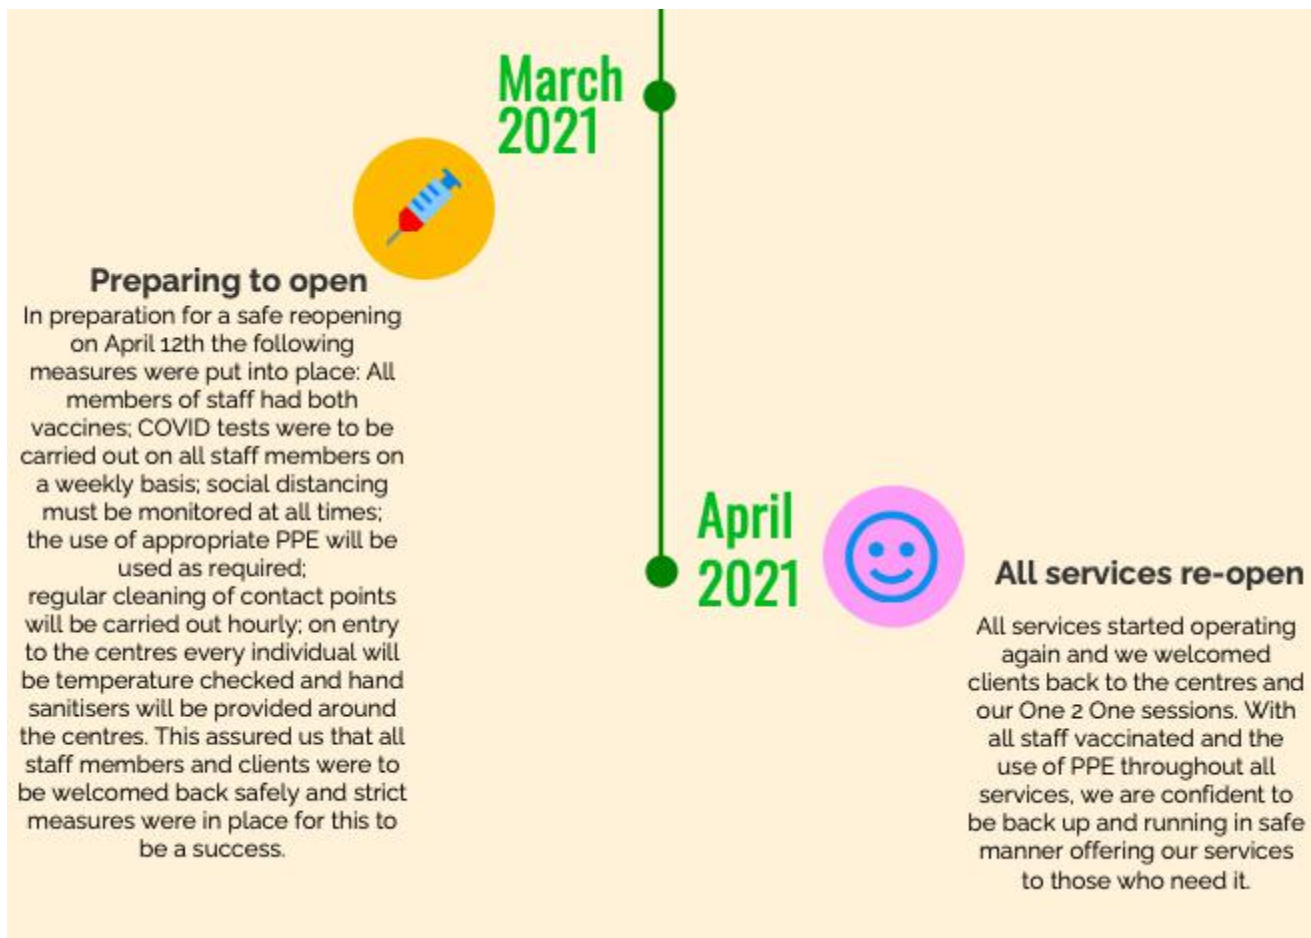 March
2021
Preparing to open
In preparation for a safe reopening
on April 12th the following
measures were put into place: All
members of staff had both
vaccines; COVID tests were to be
carried out on all staff members on
a weekly basis; social distancing
must be monitored at all times;
the use of appropriate PPE will be
used as required;
regular cleaning of contact points
will be carried out hourly; on entry
to the centres every individual will
be temperature checked and hand
sanitisers will be provided around
the centres. This assured us that all
staff members and clients were to
be welcomed back safely and strict
measures were in place for this to
be a success.
April
2021
All services re-open
All services started operating
again and we welcomed
clients back to the centres and
our One 2 One sessions. With
all staff vaccinated and the
use of PPE throughout all
services, we are confident to
be back up and running in safe
manner offering our services
to those who need it.